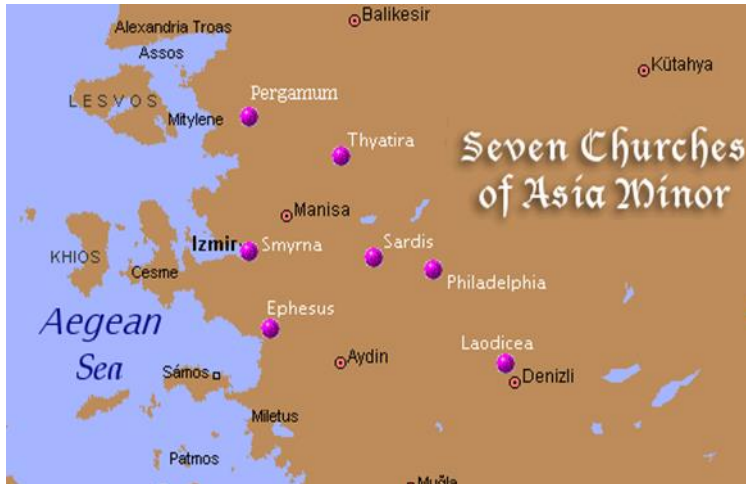 Alexandria Troas
Balikesir
Assos
Kütahya
LESVOS
Pergamum
Mitylene
Thyatira
Seven Churches
of Asia Minor
Manisa
Izmir
Smyrna
Sardis
KHIOS
Cesme
Philadelphia
Ephesus
Aegean
Sea
Aydin
Laodicea
Sámos
Denizli
Miletus
Patmos
Muğla